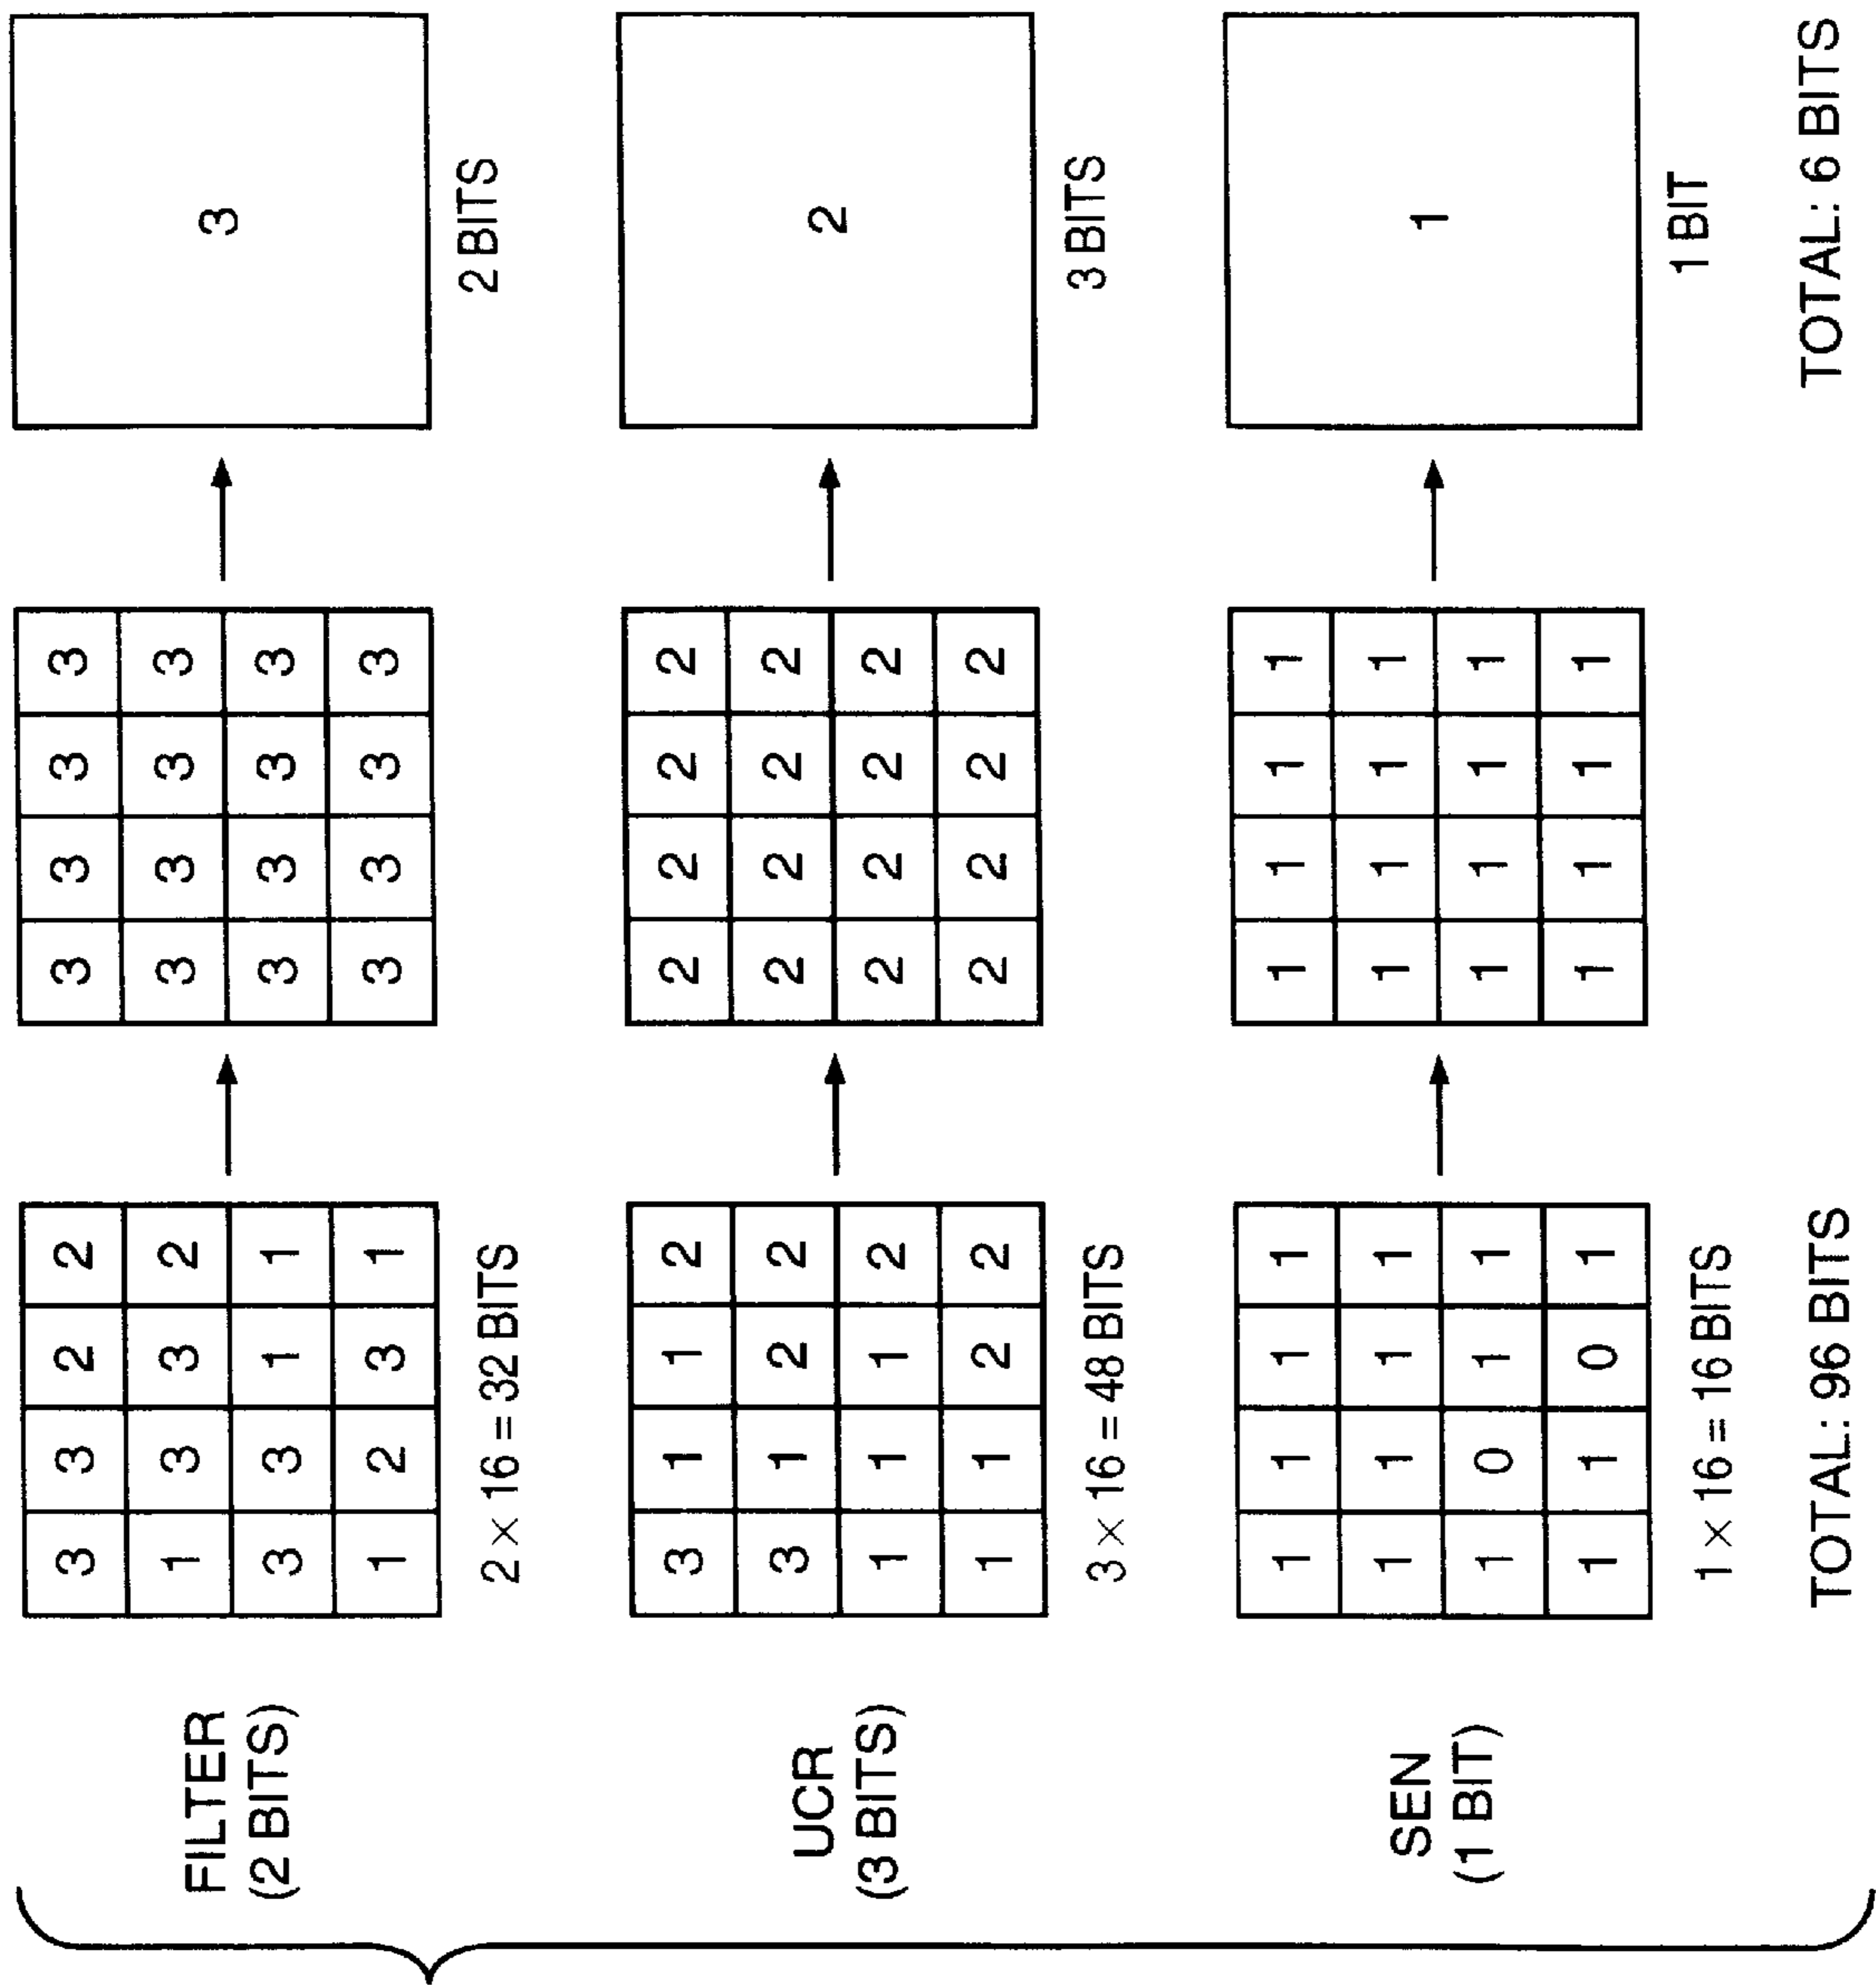 FILTER
(2 BITS)
3 3 2 2
1 3 3 2
3 3 1 1
1 2 3 1
2 × 16 = 32 BITS
3 3 3 3
3 3 3 3
3 3 3 3
3 3 3 3
3
2 BITS
UCR
(3 BITS)
3 1 1 2
3 1 2 2
1 1 1 2
1 1 2 2
3 × 16 = 48 BITS
2 2 2 2
2 2 2 2
2 2 2 2
2 2 2 2
2
3 BITS
SEN
(1 BIT)
1 1 1 1
1 1 1 1
1 0 1 1
1 1 0 1
1 × 16 = 16 BITS
1 1 1 1
1 1 1 1
1 1 1 1
1 1 1 1
1
1 BIT
TOTAL: 96 BITS
TOTAL: 6 BITS